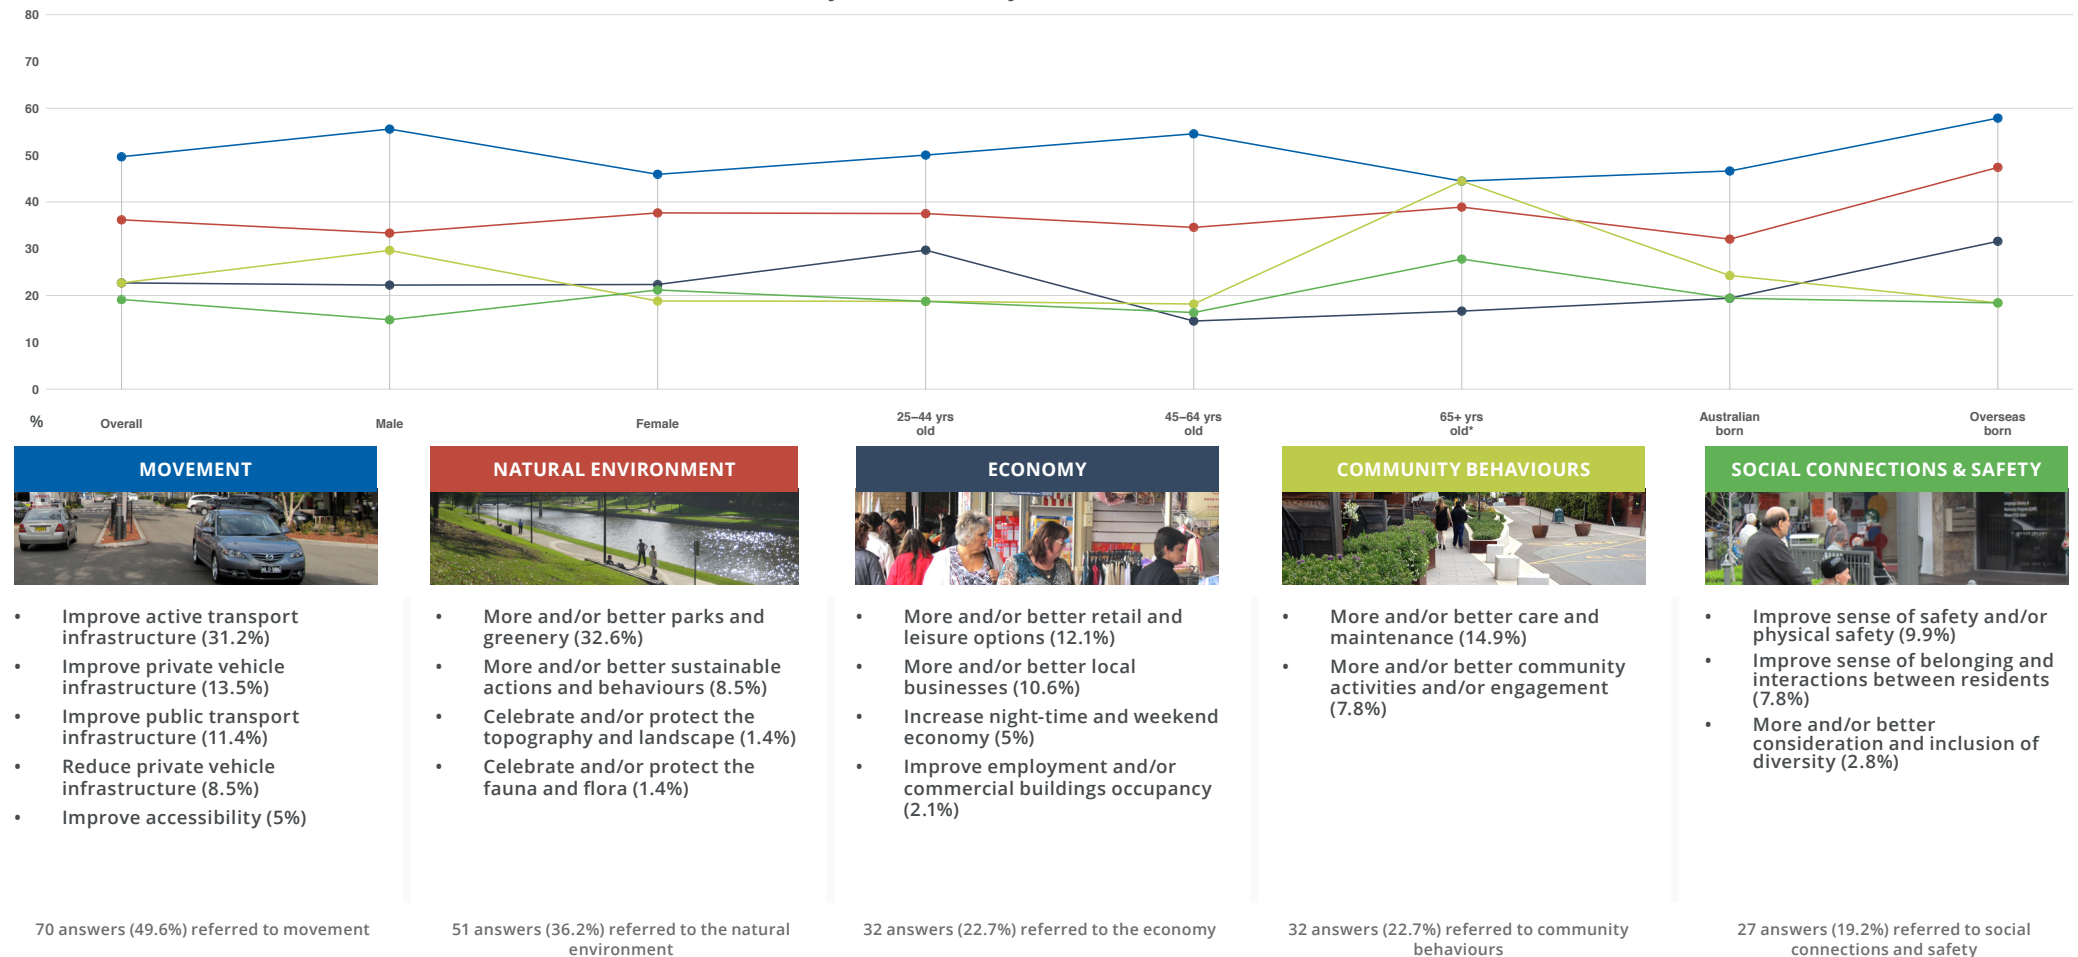 80
70
60
50
40
30
20
10
0
%
Overall
Male
Female
25–44 yrs
old
45–64 yrs
old
65+ yrs
old*
Australian
born
Overseas
born
MOVEMENT
• Improve active transport
infrastructure (31.2%)
• Improve private vehicle
infrastructure (13.5%)
• Improve public transport
infrastructure (11.4%)
• Reduce private vehicle
infrastructure (8.5%)
• Improve accessibility (5%)
70 answers (49.6%) referred to movement
NATURAL ENVIRONMENT
• More and/or better parks and
greenery (32.6%)
• More and/or better sustainable
actions and behaviours (8.5%)
• Celebrate and/or protect the
topography and landscape (1.4%)
• Celebrate and/or protect the
fauna and flora (1.4%)
51 answers (36.2%) referred to the natural
environment
ECONOMY
• More and/or better retail and
leisure options (12.1%)
• More and/or better local
businesses (10.6%)
• Increase night-time and weekend
economy (5%)
• Improve employment and/or
commercial buildings occupancy
(2.1%)
32 answers (22.7%) referred to the economy
COMMUNITY BEHAVIOURS
• More and/or better care and
maintenance (14.9%)
• More and/or better community
activities and/or engagement
(7.8%)
32 answers (22.7%) referred to community
behaviours
SOCIAL CONNECTIONS & SAFETY
• Improve sense of safety and/or
physical safety (9.9%)
• Improve sense of belonging and
interactions between residents
(7.8%)
• More and/or better
consideration and inclusion of
diversity (2.8%)
27 answers (19.2%) referred to social
connections and safety